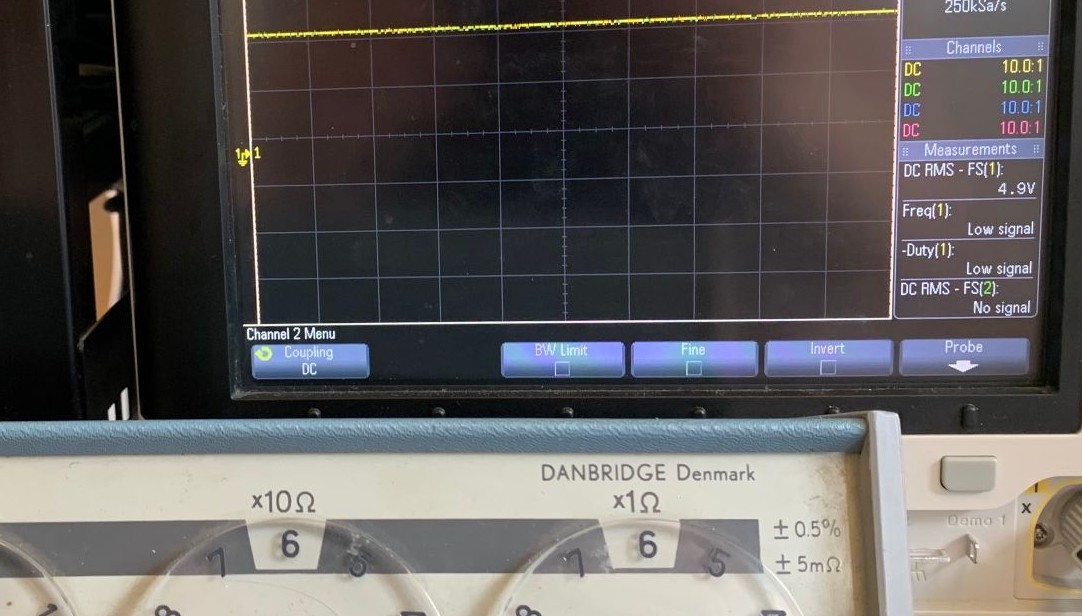 250kSa/s
Channels
DC 10.0:1
DC 10.0:1
DC 10.0:1
DC 10.0:1
1 1
Measurements
DC RMS - FS(1):
4.9V
Freq(1):
Low signal
-Duty(1):
Low signal
DC RMS - FS(2):
No signal
Channel 2 Menu
Coupling
DC
BW Limit
Fine
Invert
Probe
DANBRIDGE Denmark
x10Ω
x1Ω
± 0.5%
± 5mΩ
7 6 5
7 6 5
Demo 1
X